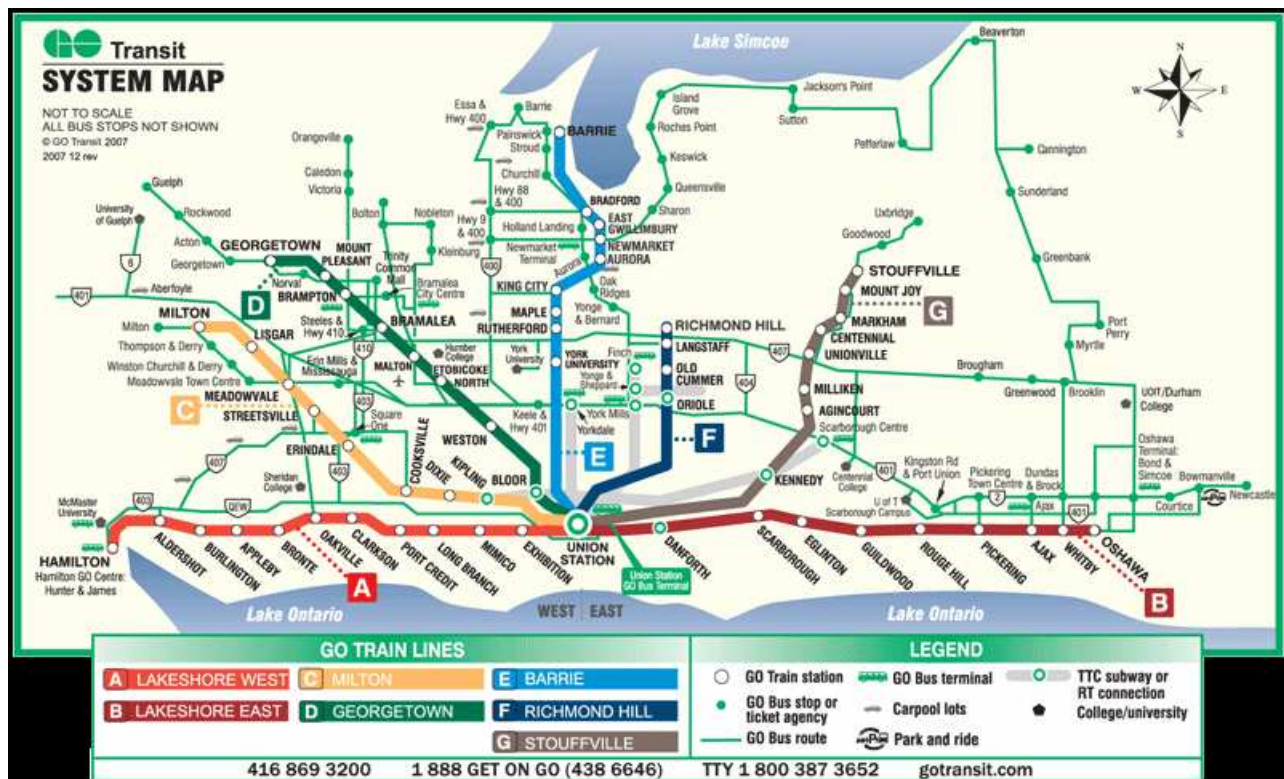 GO Transit
SYSTEM MAP
NOT TO SCALE
ALL BUS STOPS NOT SHOWN
© GO Transit 2007
2007 12 rev
Lake Simcoe
Beaverton
N
W
E
S
Essa &
Hwy 400
Barrie
Painswick
Stroud
BARRIE
Churchill
Island
Grove
Jackson's Point
Sutton
Roches Point
Pefferlaw
Keswick
Cannington
Queensville
Sunderland
Sharon
Orangeville
Caledon
Victoria
Guelph
University
of Guelph
Rockwood
Acton
Georgetown
GEORGETOWN
Bolton
Nobleton
Kleinburg
Hwy 88
& 400
Hwy 9
& 400
BRADFORD
EAST
GWILLIMBURY
Holland Landing
NEWMARKET
Newmarket
Terminal
AURORA
Aurora
Oak
Ridges
Uxbridge
Goodwood
Greenbank
STOUFFVILLE
MOUNT JOY
MARKHAM
CENTENNIAL
UNIONVILLE
G
MOUNT
PLEASANT
Trinity
Common
Mall
Bramalea
City Centre
6
400
401
Aberfoyle
Norval
D
BRAMPTON
Steeles &
Hwy 410
BRAMALEA
410
KING CITY
MAPLE
RUTHERFORD
Yonge
& Bernard
RICHMOND HILL
LANGSTAFF
Finch
Port
Perry
Myrtle
MILTON
Milton
LISGAR
Thompson & Derry
Winston Churchill & Derry
Meadowvale Town Centre
Erin Mills &
Mississauga
MALTON
Humber
College
ETOBICOKE
NORTH
York
University
YORK
UNIVERSITY
Yonge
& Sheppard
OLD
CUMMER
407
404
MILLIKEN
Brougham
Greenwood
Brooklin
UOIT/Durham
College
MEADOWVALE
C
STREETSVILLE
403
Square
One
ERINDALE
WESTON
Keele &
Hwy 401
York Mills
Yorkdale
ORIOLE
AGINCOURT
Scarborough Centre
E
F
407
403
Sheridan
College
COOKSVILLE
DIXIE
KIPLING
BLOOR
KENNEDY
Centennial
College
401
Kingston Rd
& Port Union
Pickering
Town Centre
Dundas
& Brock
Oshawa
Terminal:
Bond &
Simcoe
Bowmanville
Newcastle
Courtice
U of T
Scarborough Campus
2
Ajax
401
McMaster
University
403
QEW
HAMILTON
Hamilton GO Centre:
Hunter & James
ALDERSHOT
BURLINGTON
APPLEBY
BRONTE
OAKVILLE
CLARKSON
PORT CREDIT
LONG BRANCH
MIMICO
EXHIBITION
UNION
STATION
DANFORTH
SCARBOROUGH
EGLINTON
GUILDWOOD
ROUGE HILL
PICKERING
AJAX
WHITBY
OSHAWA
A
B
Union Station
GO Bus Terminal
WEST
EAST
Lake Ontario
Lake Ontario
GO TRAIN LINES
A LAKESHORE WEST
C MILTON
E BARRIE
B LAKESHORE EAST
D GEORGETOWN
F RICHMOND HILL
G STOUFFVILLE
LEGEND
GO Train station
GO Bus terminal
TTC subway or
RT connection
GO Bus stop or
ticket agency
Carpool lots
College/university
GO Bus route
Park and ride
416 869 3200 1 888 GET ON GO (438 6646) TTY 1 800 387 3652 gotransit.com